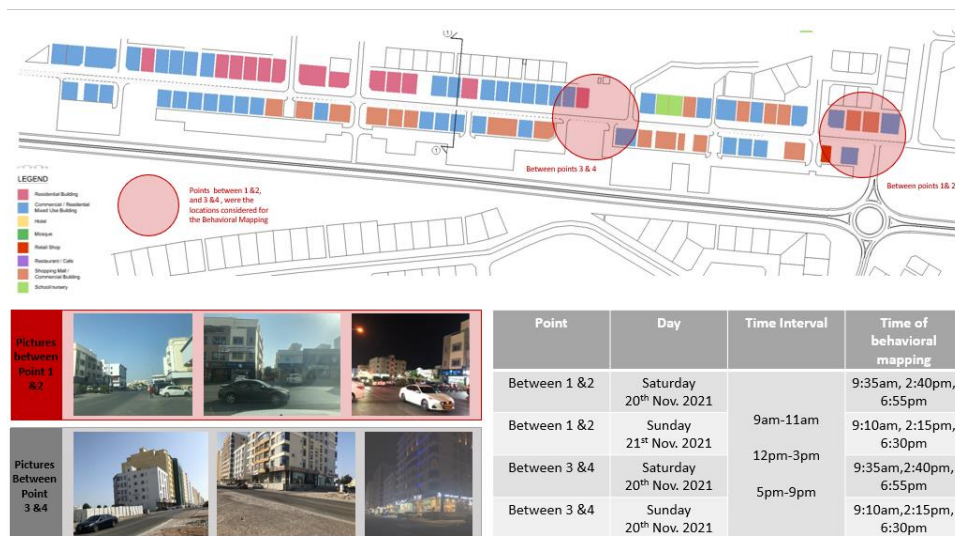 1
1
Between points 3 & 4
Between points 1& 2
LEGEND
Residential Building
Commercial / Residential
Mixed Use Building
Hotel
Mosque
Retail Shop
Restaurant / Cafe
Shopping Mall /
Commercial Building
School/nursery
Points between 1 &2,
and 3 &4 , were the
locations considered for
the Behavioral Mapping
Pictures
between
Point 1
&2
Pictures
Between
Point
3 &4
Point
Day
Time Interval
Time of
behavioral
mapping
Between 1 &2
Saturday
20th Nov. 2021
9:35am, 2:40pm,
6:55pm
Between 1 &2
Sunday
21st Nov. 2021
9:10am, 2:15pm,
6:30pm
9am-11am
12pm-3pm
5pm-9pm
Between 3 &4
Saturday
20th Nov. 2021
9:35am,2:40pm,
6:55pm
Between 3 &4
Sunday
20th Nov. 2021
9:10am,2:15pm,
6:30pm